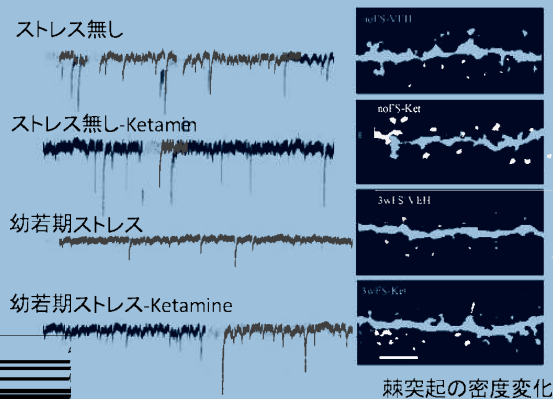 ストレス無し
noFS-VEH
ストレス無し-Ketamin
noFS-Ket
幼若期ストレス
3wFS-VEH
幼若期ストレス-Ketamine
3wFS-Ket
棘突起の密度変化